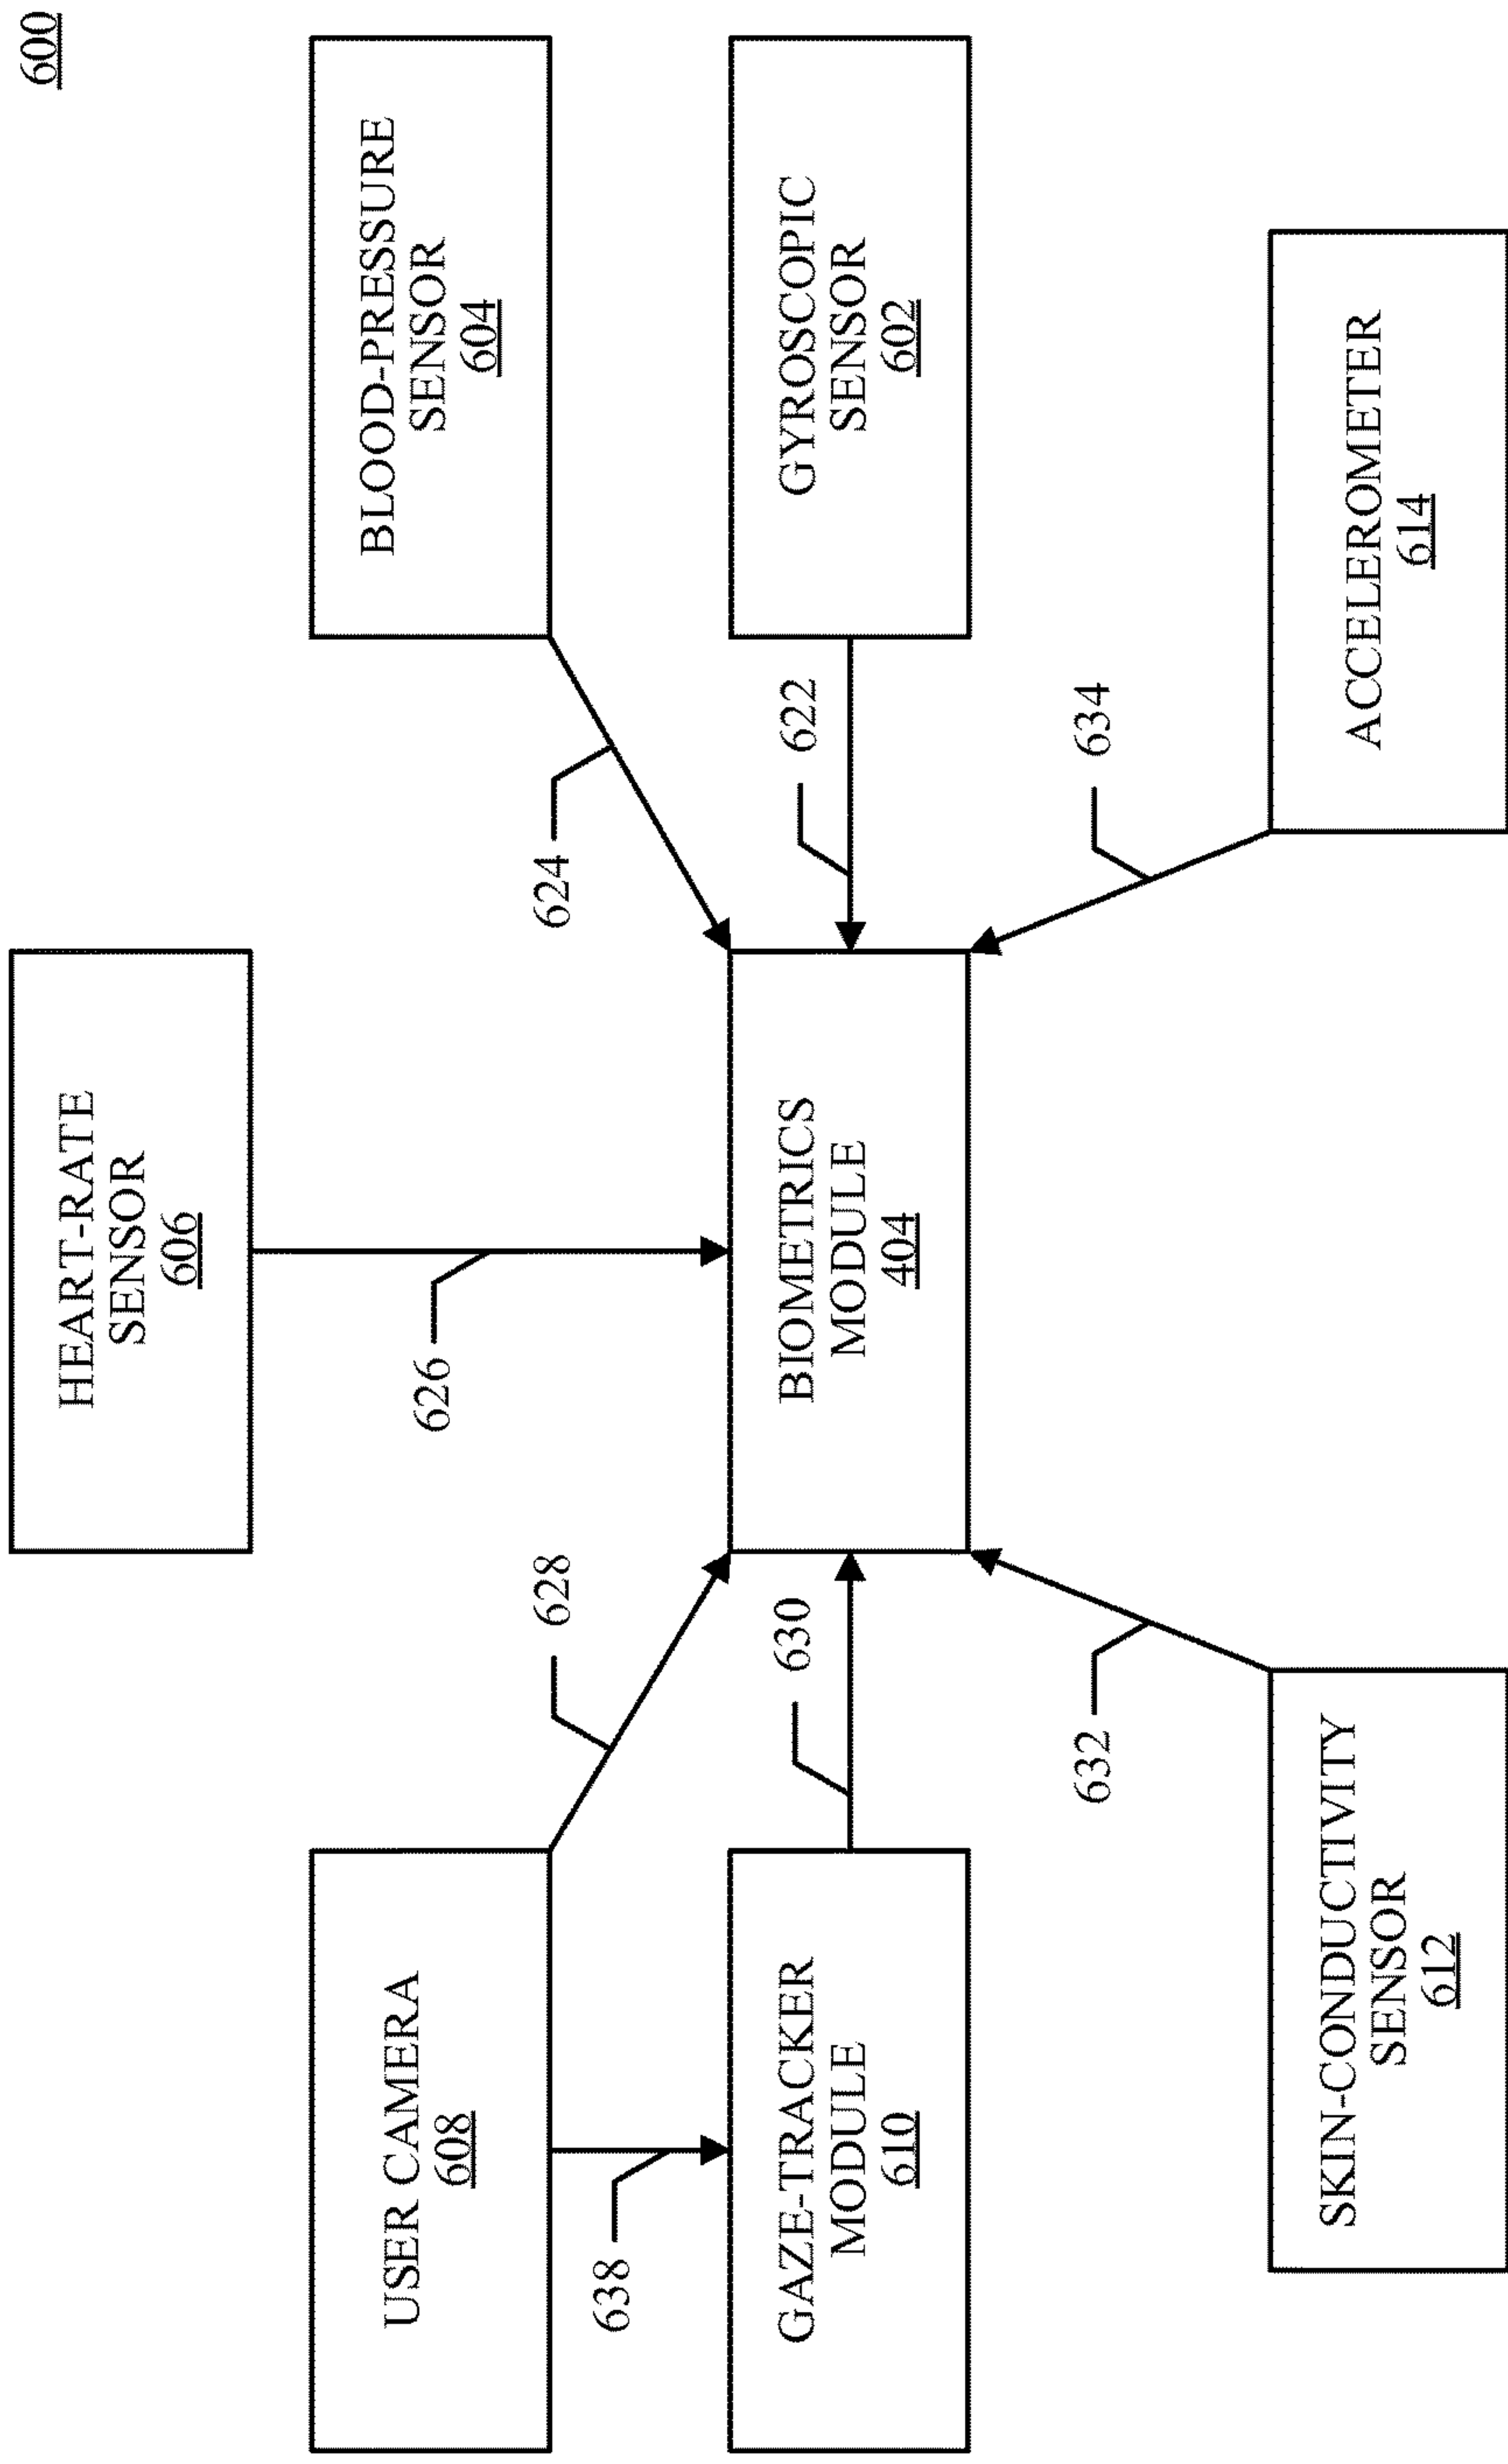 600
HEART-RATE
SENSOR
606
USER CAMERA
608
BLOOD-PRESSURE
SENSOR
604
626
628
624
638
GAZE-TRACKER
MODULE
610
630
BIOMETRICS
MODULE
404
622
GYROSCOPIC
SENSOR
602
632
634
SKIN-CONDUCTIVITY
SENSOR
612
ACCELEROMETER
614